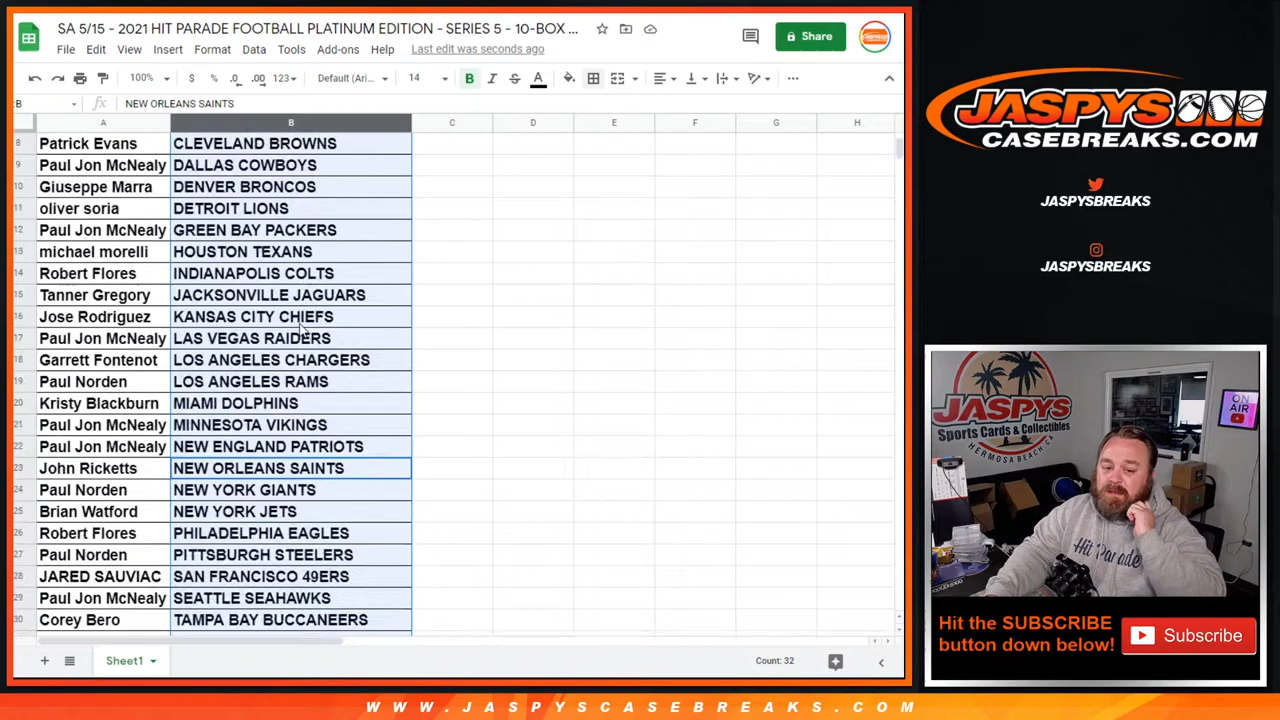 SA 5/15 - 2021 HIT PARADE FOOTBALL PLATINUM EDITION - SERIES 5 - 10-BOX ...
File Edit View Insert Format Data Tools Add-ons Help Last edit was seconds ago
Share
100% $ % .0 .00 123 Default (Ari... 14 B I S A
B fx NEW ORLEANS SAINTS
A B C D E F G H
8 Patrick Evans CLEVELAND BROWNS
9 Paul Jon McNealy DALLAS COWBOYS
10 Giuseppe Marra DENVER BRONCOS
11 oliver soria DETROIT LIONS
12 Paul Jon McNealy GREEN BAY PACKERS
13 michael morelli HOUSTON TEXANS
14 Robert Flores INDIANAPOLIS COLTS
15 Tanner Gregory JACKSONVILLE JAGUARS
16 Jose Rodriguez KANSAS CITY CHIEFS
17 Paul Jon McNealy LAS VEGAS RAIDERS
18 Garrett Fontenot LOS ANGELES CHARGERS
19 Paul Norden LOS ANGELES RAMS
20 Kristy Blackburn MIAMI DOLPHINS
21 Paul Jon McNealy MINNESOTA VIKINGS
22 Paul Jon McNealy NEW ENGLAND PATRIOTS
23 John Ricketts NEW ORLEANS SAINTS
24 Paul Norden NEW YORK GIANTS
25 Brian Watford NEW YORK JETS
26 Robert Flores PHILADELPHIA EAGLES
27 Paul Norden PITTSBURGH STEELERS
28 JARED SAUVIAC SAN FRANCISCO 49ERS
29 Paul Jon McNealy SEATTLE SEAHAWKS
30 Corey Bero TAMPA BAY BUCCANEERS
Sheet1
Count: 32
JASPYS
CASEBREAKS.COM
JASPYSBREAKS
JASPYSBREAKS
JASPYS
Sports Cards & Collectibles
HERMOSA BEACH CA
ON AIR
Hit Parade
Hit the SUBSCRIBE
button down below!
Subscribe
WWW.JASPYSCASEBREAKS.COM